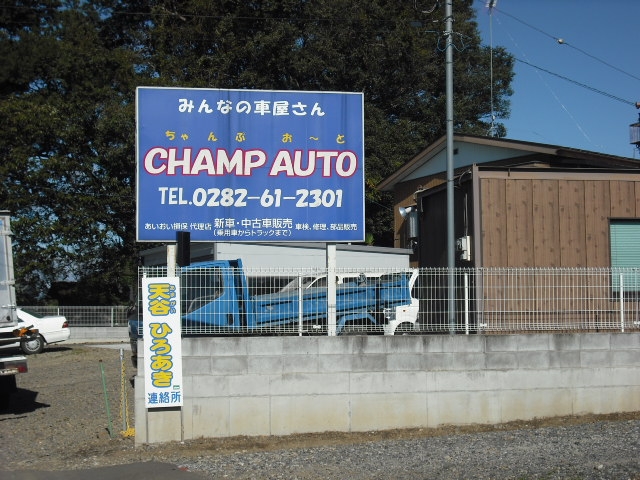 みんなの車屋さん
ちゃんぷ お〜と
CHAMP AUTO
TEL.0282-61-2301
あいおい損保 代理店 新車・中古車販売 車検、修理、部品販売
(乗用車からトラックまで)
天谷 ひろあき
連絡所